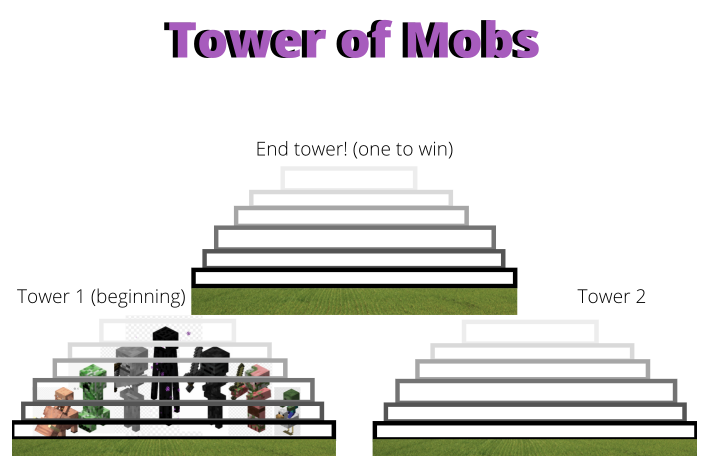 Tower of Mobs
End tower! (one to win)
Tower 1 (beginning)
Tower 2